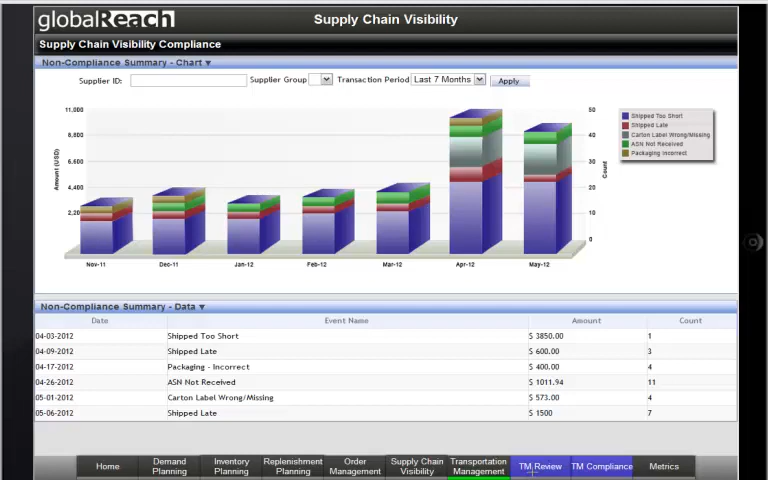 globalReach
Supply Chain Visibility
Supply Chain Visibility Compliance
Non-Compliance Summary - Chart ▼
Supplier ID: Supplier Group Transaction Period Last 7 Months Apply
11,000
8,800
6,600
4,400
2,20
Amount (USD)
50
40
30
20
10
0
Count
Shipped Too Short
Shipped Late
Carton Label Wrong/Missing
ASN Not Received
Packaging Incorrect
Nov-11 Dec-11 Jan-12 Feb-12 Mar-12 Apr-12 May-12
Non-Compliance Summary - Data ▼
Date Event Name Amount Count
04-03-2012 Shipped Too Short $ 3850.00 1
04-09-2012 Shipped Late $ 600.00 3
04-17-2012 Packaging - Incorrect $ 400.00 4
04-26-2012 ASN Not Received $ 1011.94 11
05-01-2012 Carton Label Wrong/Missing $ 573.00 4
05-06-2012 Shipped Late $ 1500 7
Home
Demand
Planning
Inventory
Planning
Replenishment
Planning
Order
Management
Supply Chain
Visibility
Transportation
Management
TM Review
TM Compliance
Metrics